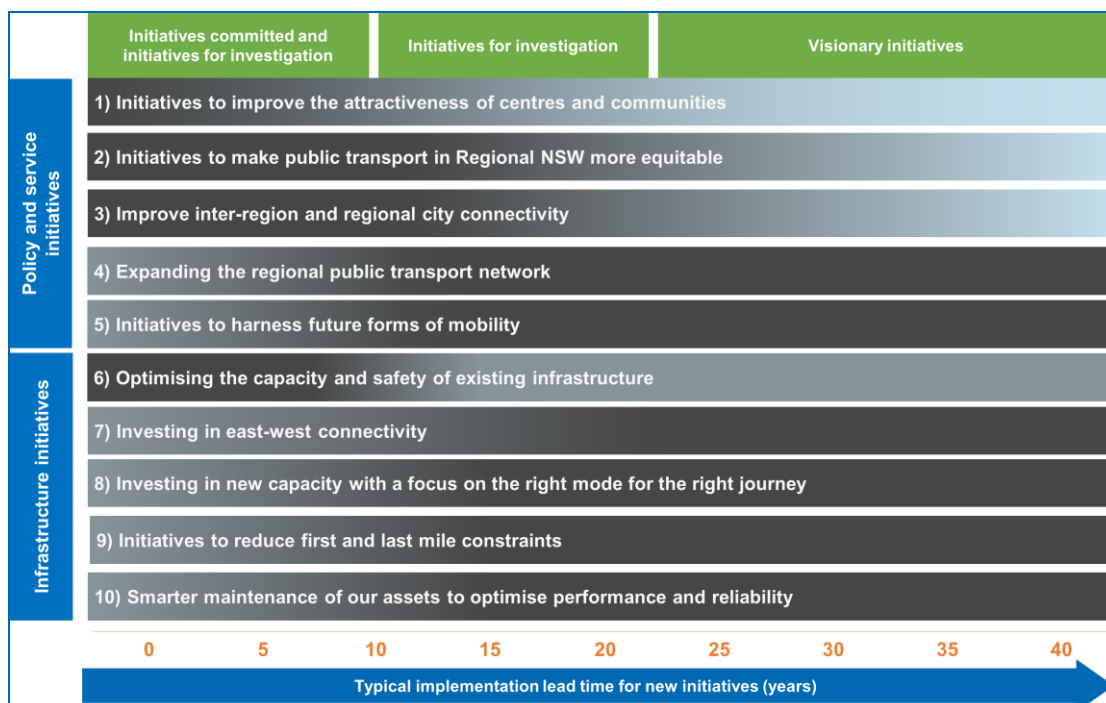 Initiatives committed and
initiatives for investigation
Initiatives for investigation
Visionary initiatives
Policy and service
initiatives
1) Initiatives to improve the attractiveness of centres and communities
2) Initiatives to make public transport in Regional NSW more equitable
3) Improve inter-region and regional city connectivity
4) Expanding the regional public transport network
5) Initiatives to harness future forms of mobility
Infrastructure initiatives
6) Optimising the capacity and safety of existing infrastructure
7) Investing in east-west connectivity
8) Investing in new capacity with a focus on the right mode for the right journey
9) Initiatives to reduce first and last mile constraints
10) Smarter maintenance of our assets to optimise performance and reliability
0 5 10 15 20 25 30 35 40
Typical implementation lead time for new initiatives (years)